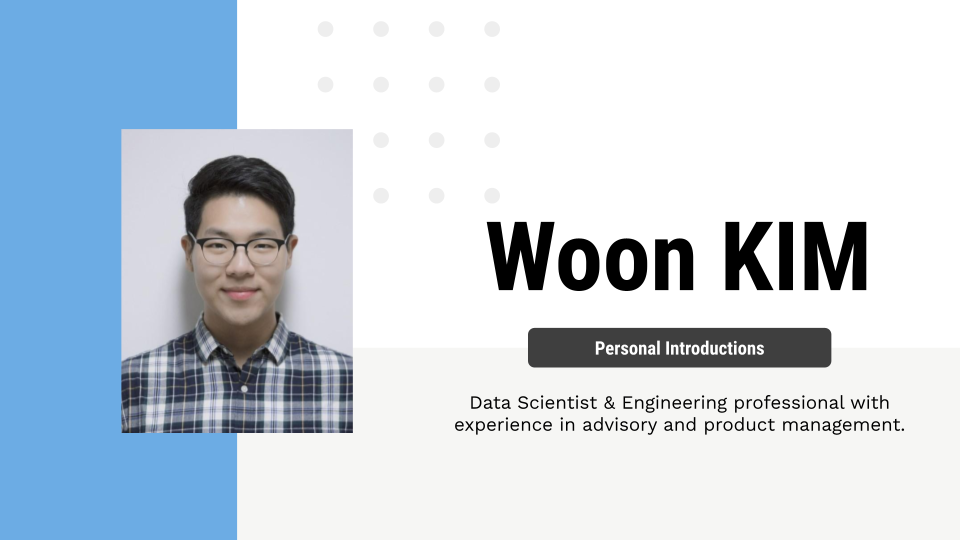 Woon KIM
Personal Introductions
Data Scientist & Engineering professional with
experience in advisory and product management.